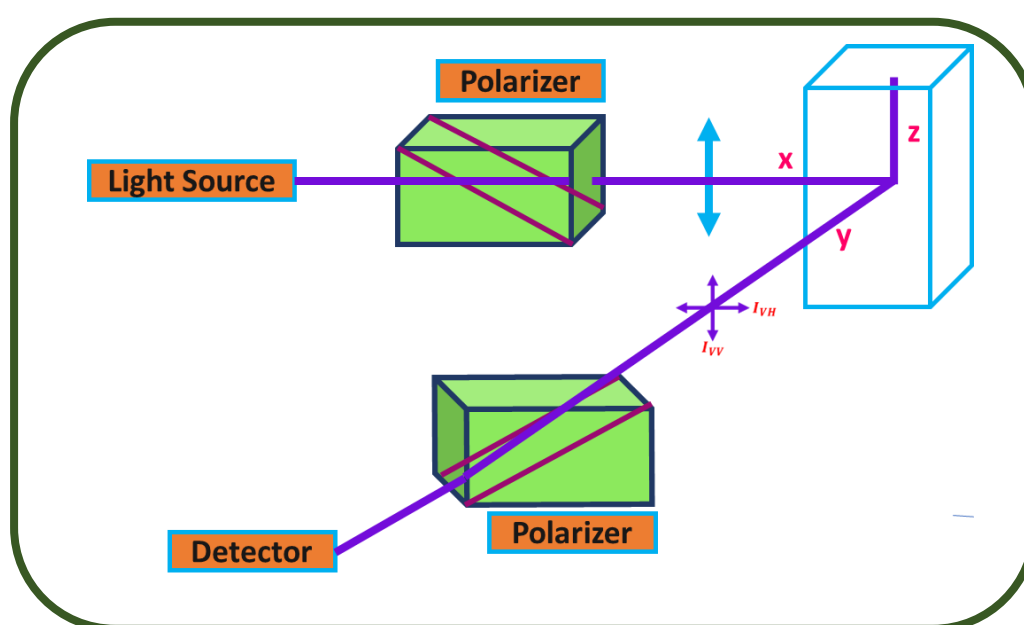 Polarizer
Light Source
x
z
y
I_VH
I_VV
Polarizer
Detector